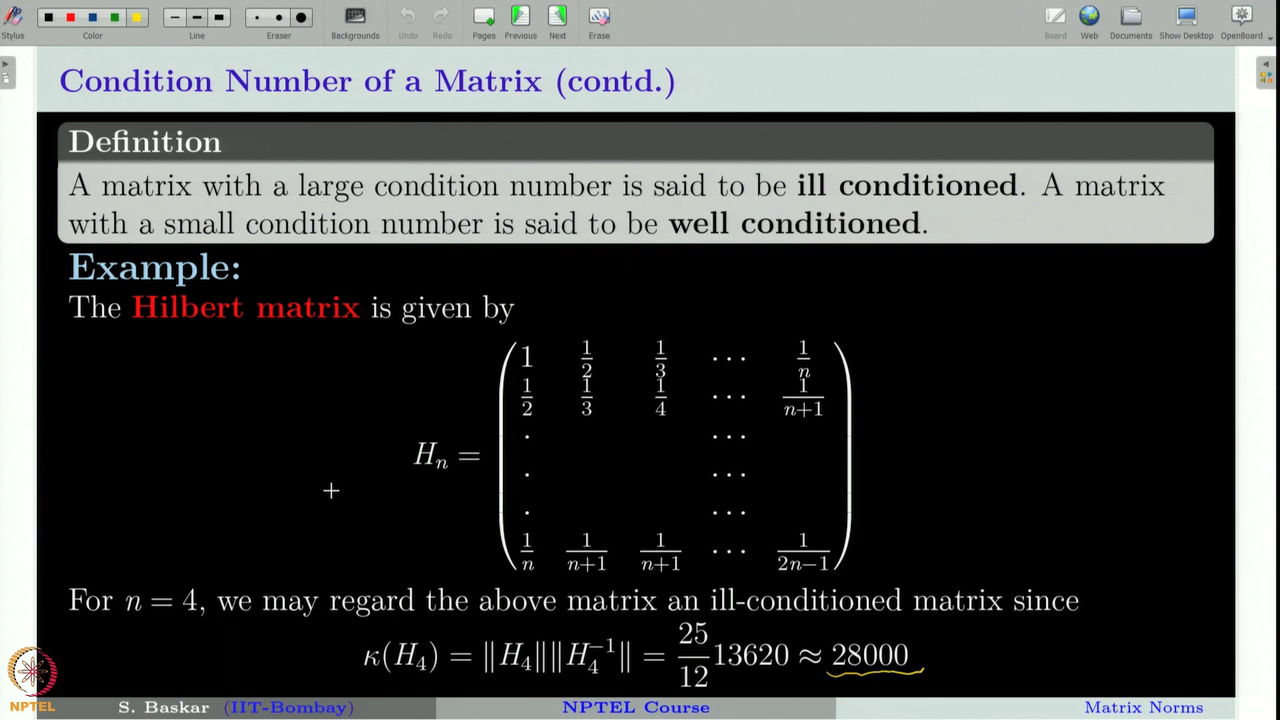 Stylus Color Line Eraser Backgrounds Undo Redo Pages Previous Next Erase Board Web Documents Show Desktop OpenBoard
Condition Number of a Matrix (contd.)
Definition
A matrix with a large condition number is said to be ill conditioned. A matrix
with a small condition number is said to be well conditioned.
Example:
The Hilbert matrix is given by
1 1/2 1/3 ··· 1/n
1/2 1/3 1/4 ··· 1/(n+1)
. ···
H_n =
. ···
. ···
1/n 1/(n+1) 1/(n+1) ··· 1/(2n−1)
For n = 4, we may regard the above matrix an ill-conditioned matrix since
κ(H_4) = ‖H_4‖‖H_4^{-1}‖ = 25/12 13620 ≈ 28000
NPTEL
S. Baskar (IIT-Bombay) NPTEL Course Matrix Norms